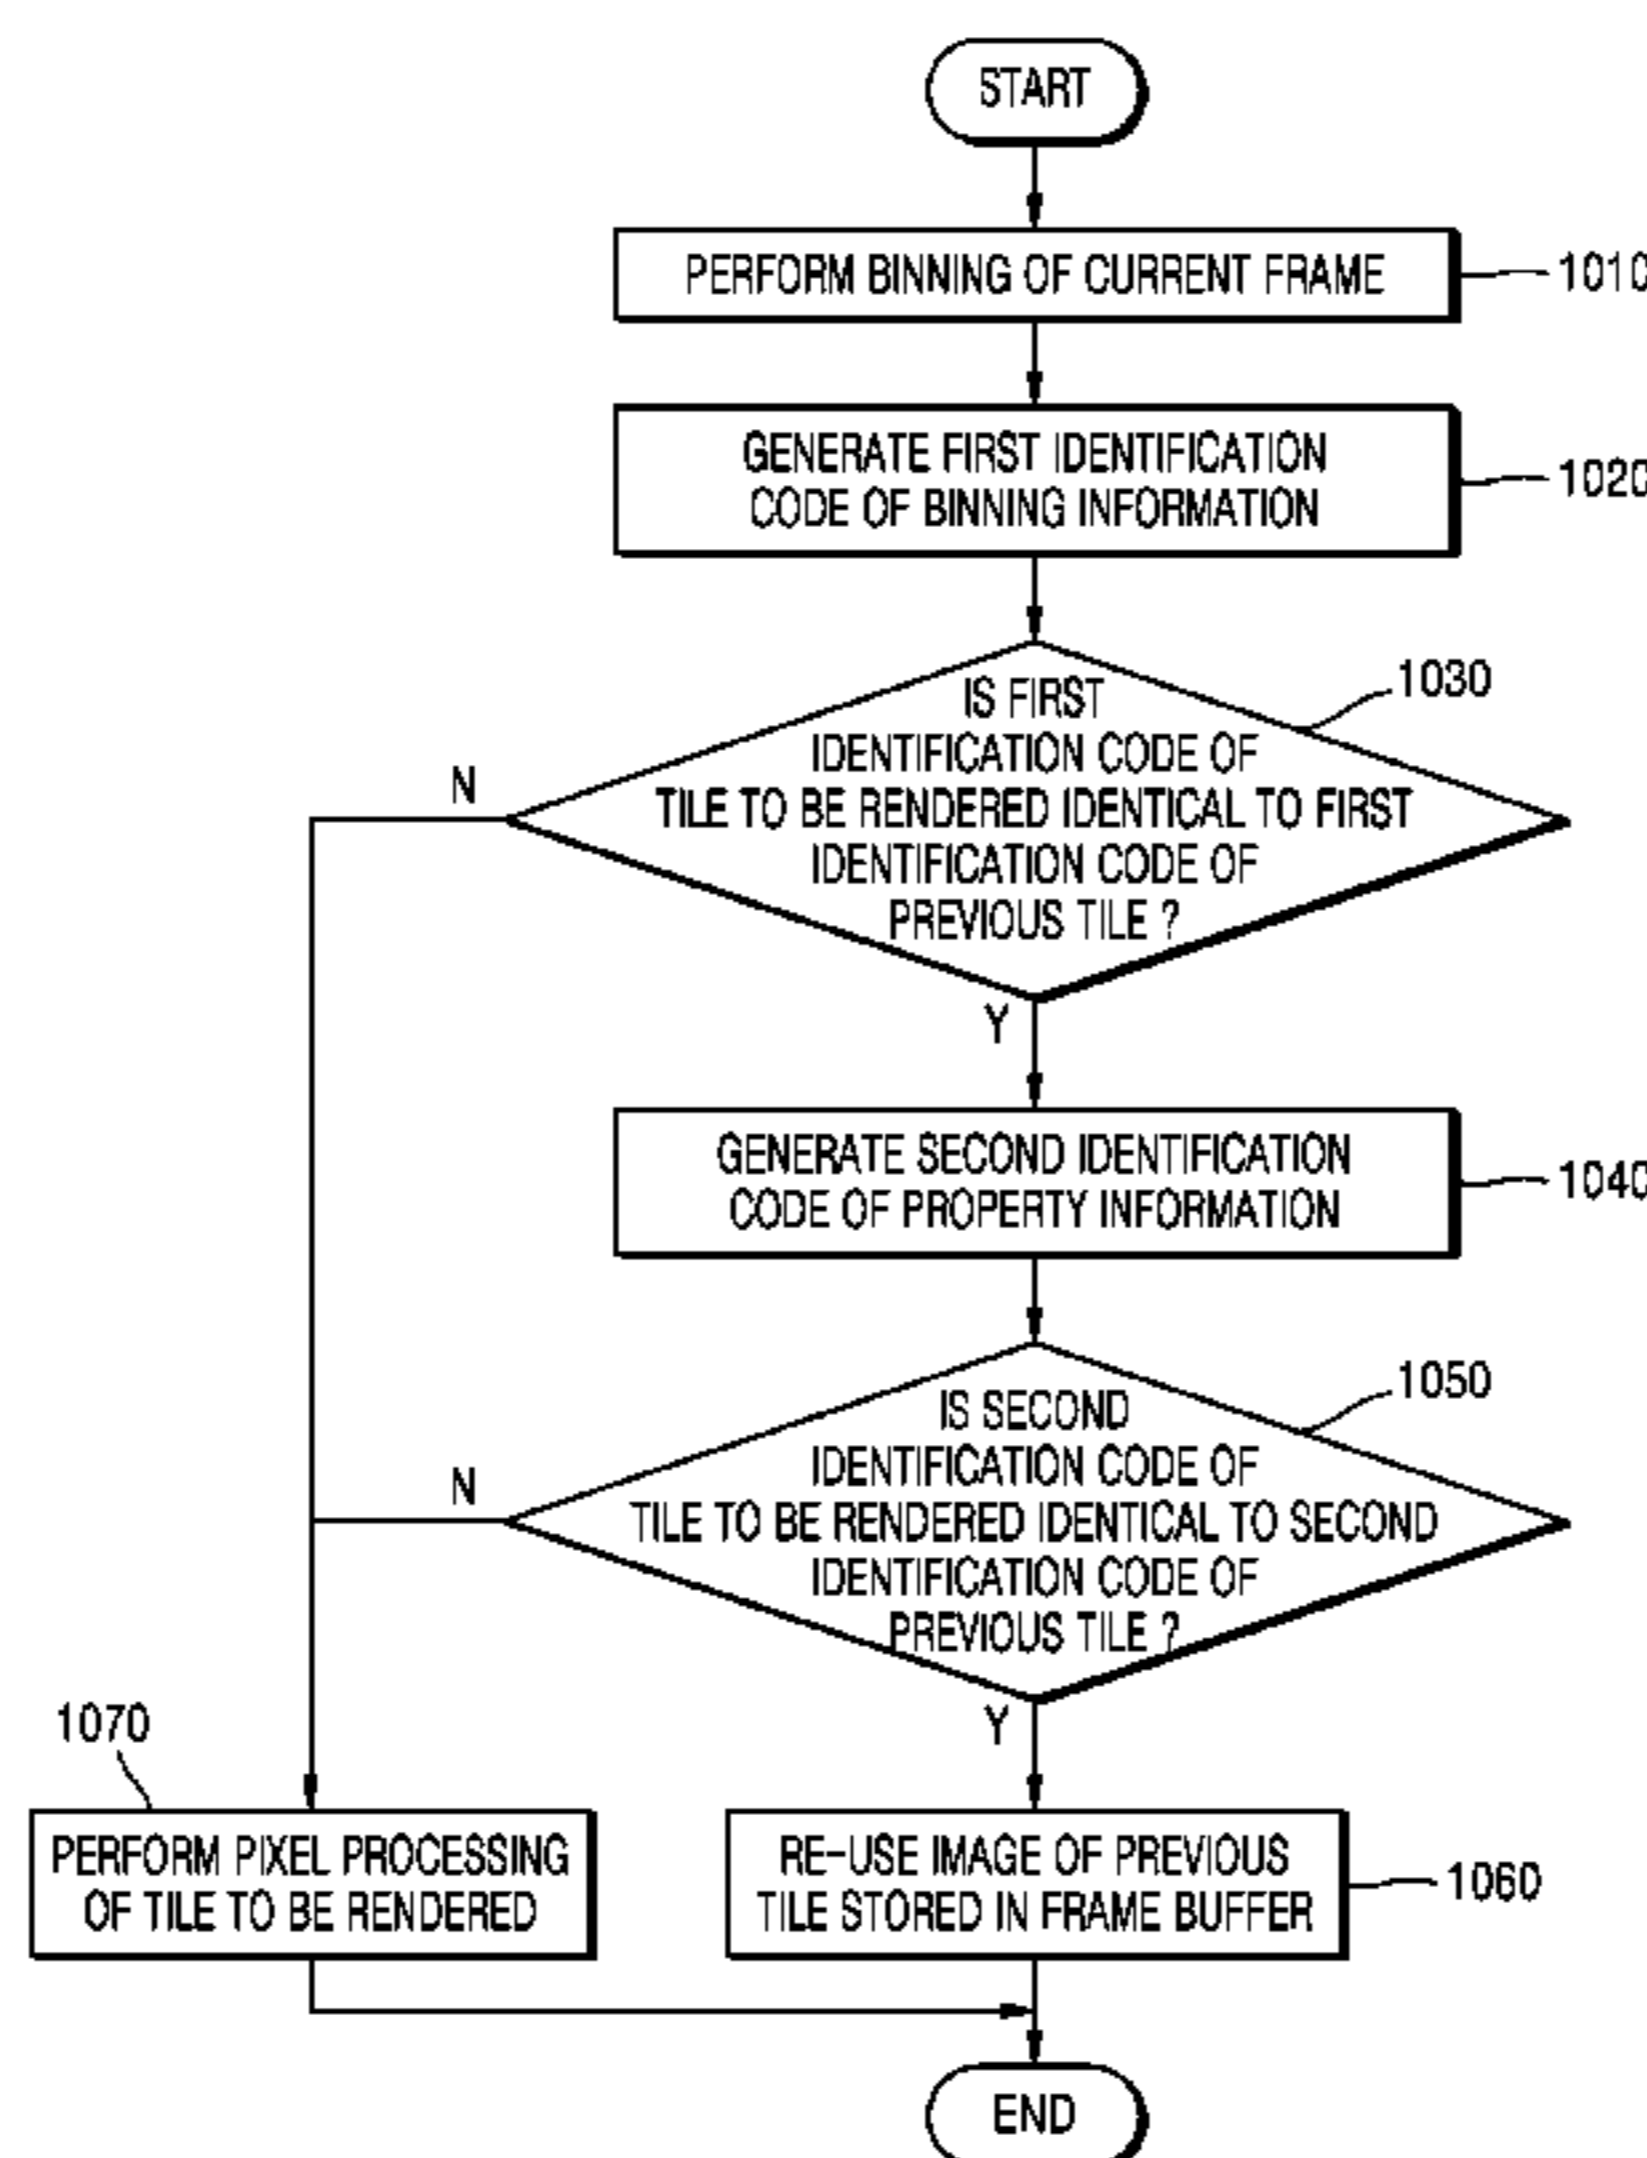 START
PERFORM BINNING OF CURRENT FRAME
1010
GENERATE FIRST IDENTIFICATION
CODE OF BINNING INFORMATION
1020
IS FIRST
IDENTIFICATION CODE OF
TILE TO BE RENDERED IDENTICAL TO FIRST
IDENTIFICATION CODE OF
PREVIOUS TILE ?
1030
N
Y
GENERATE SECOND IDENTIFICATION
CODE OF PROPERTY INFORMATION
1040
IS SECOND
IDENTIFICATION CODE OF
TILE TO BE RENDERED IDENTICAL TO SECOND
IDENTIFICATION CODE OF
PREVIOUS TILE ?
1050
N
Y
1070
PERFORM PIXEL PROCESSING
OF TILE TO BE RENDERED
RE-USE IMAGE OF PREVIOUS
TILE STORED IN FRAME BUFFER
1060
END